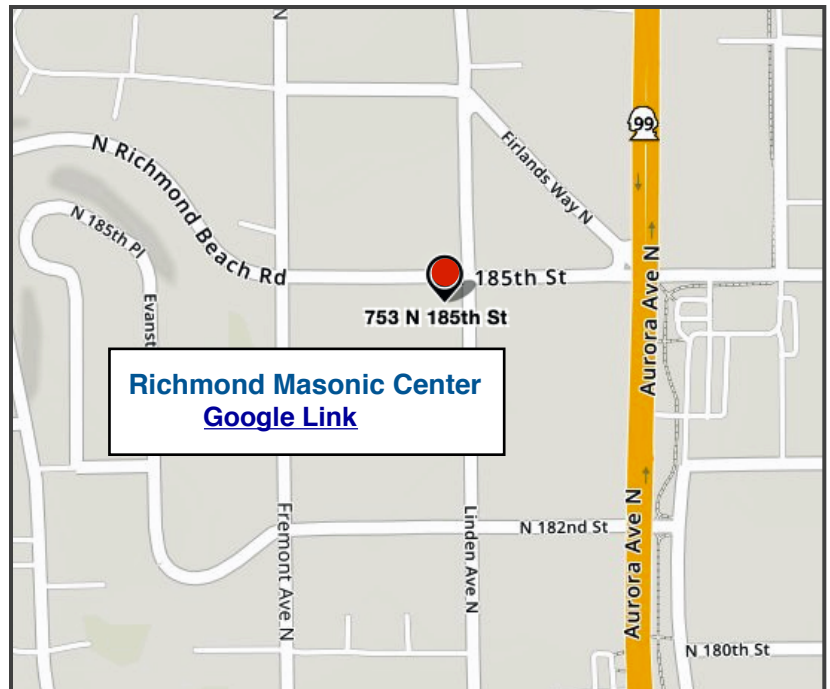 N
99
N Richmond Beach Rd
Firlands Way N
N 185th Pl
185th St
Aurora Ave N
753 N 185th St
Evanst
Richmond Masonic Center
Google Link
Fremont Ave N
Linden Ave N
N 182nd St
Aurora Ave N
N 180th St